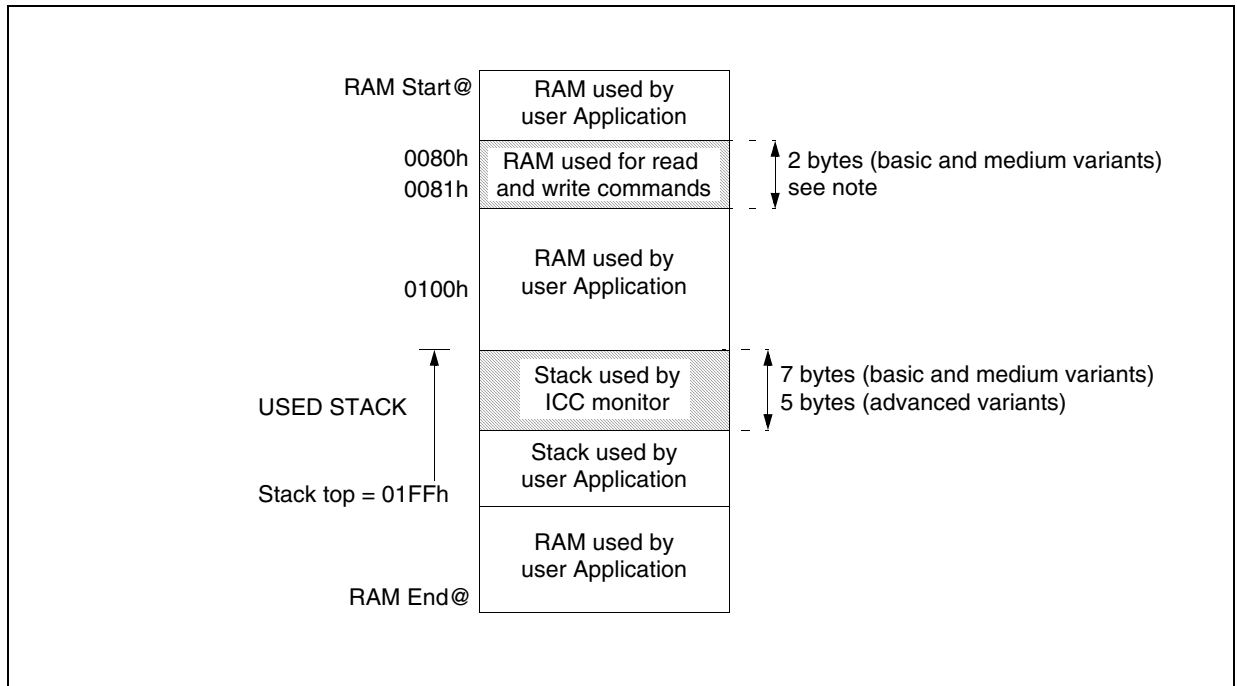 RAM Start@
RAM used by
user Application
0080h
0081h
RAM used for read
and write commands
2 bytes (basic and medium variants)
see note
RAM used by
user Application
0100h
Stack used by
ICC monitor
7 bytes (basic and medium variants)
5 bytes (advanced variants)
USED STACK
Stack used by
user Application
Stack top = 01FFh
RAM used by
user Application
RAM End@